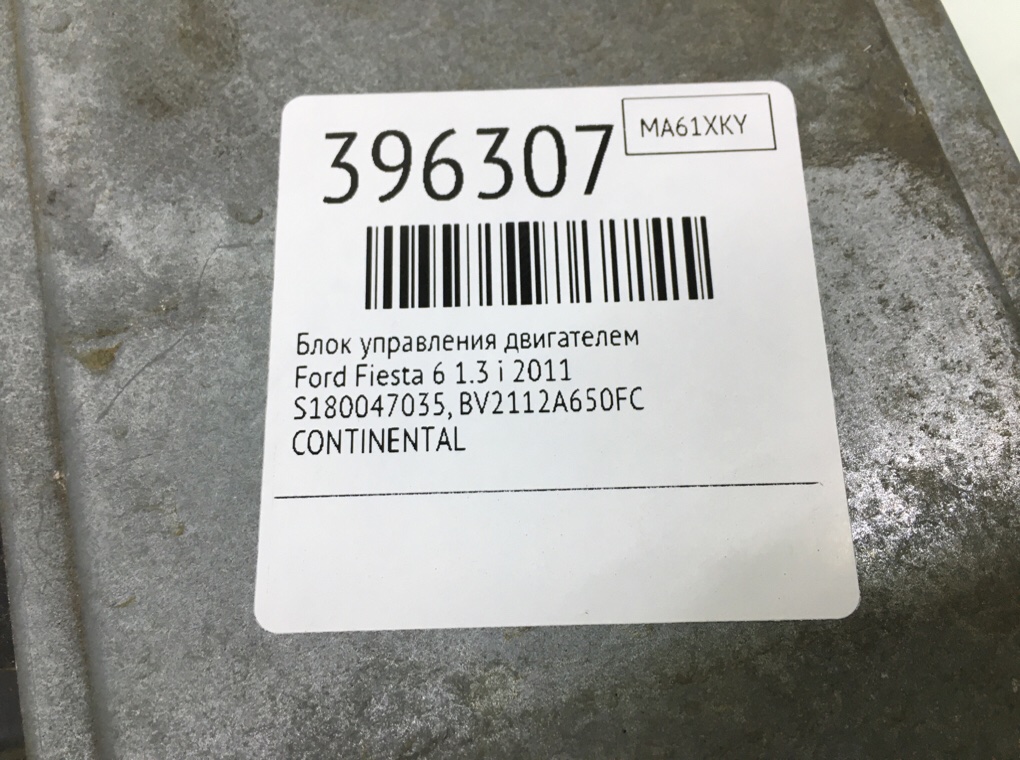 396307
MA61XKY
Блок управления двигателем
Ford Fiesta 6 1.3 i 2011
S180047035, BV2112A650FC
CONTINENTAL